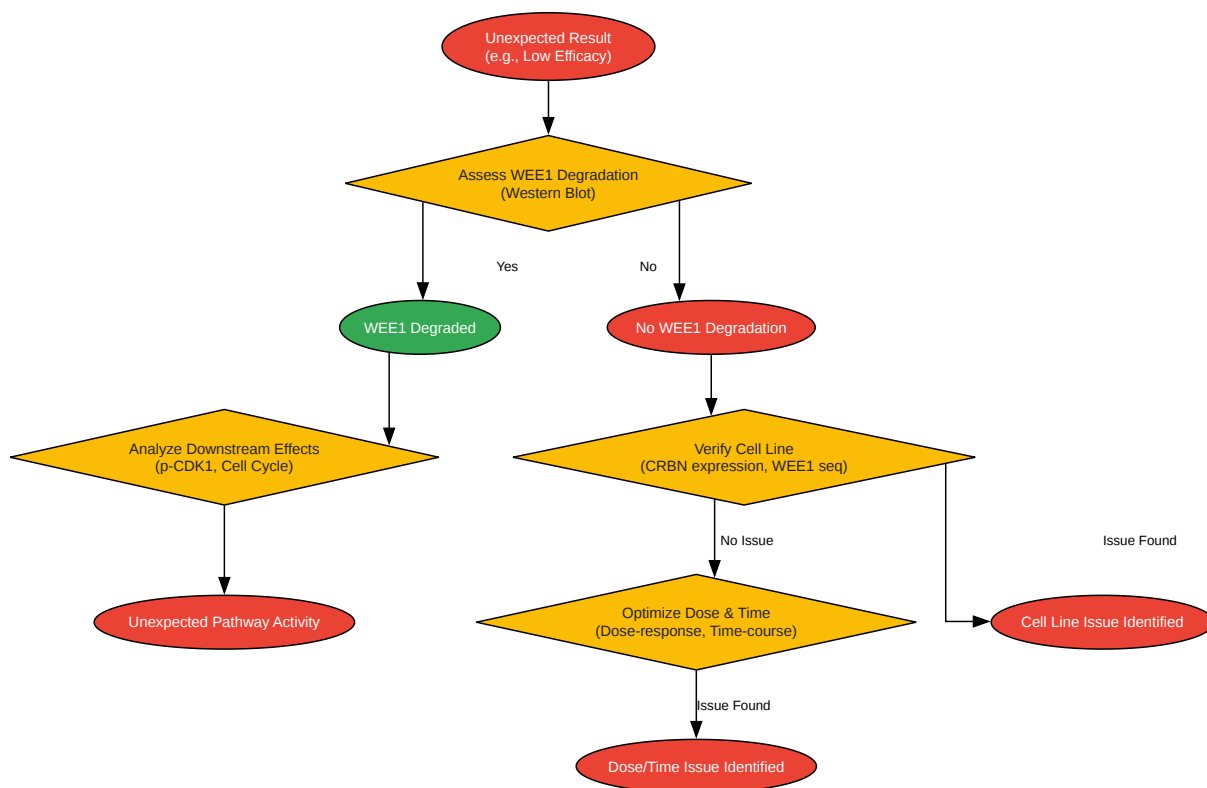 Unexpected Result
(e.g., Low Efficacy)
Assess WEE1 Degradation
(Western Blot)
Yes
No
WEE1 Degraded
No WEE1 Degradation
Analyze Downstream Effects
(p-CDK1, Cell Cycle)
Verify Cell Line
(CRBN expression, WEE1 seq)
No Issue
Issue Found
Unexpected Pathway Activity
Optimize Dose & Time
(Dose-response, Time-course)
Cell Line Issue Identified
Issue Found
Dose/Time Issue Identified